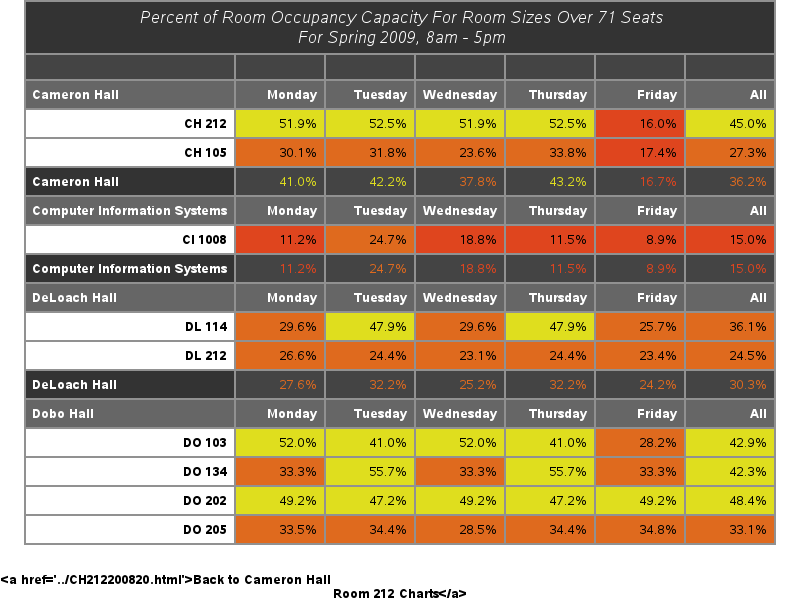 Percent of Room Occupancy Capacity For Room Sizes Over 71 Seats
For Spring 2009, 8am - 5pm
Cameron Hall Monday Tuesday Wednesday Thursday Friday All
CH 212 51.9% 52.5% 51.9% 52.5% 16.0% 45.0%
CH 105 30.1% 31.8% 23.6% 33.8% 17.4% 27.3%
Cameron Hall 41.0% 42.2% 37.8% 43.2% 16.7% 36.2%
Computer Information Systems Monday Tuesday Wednesday Thursday Friday All
CI 1008 11.2% 24.7% 18.8% 11.5% 8.9% 15.0%
Computer Information Systems 11.2% 24.7% 18.8% 11.5% 8.9% 15.0%
DeLoach Hall Monday Tuesday Wednesday Thursday Friday All
DL 114 29.6% 47.9% 29.6% 47.9% 25.7% 36.1%
DL 212 26.6% 24.4% 23.1% 24.4% 23.4% 24.5%
DeLoach Hall 27.6% 32.2% 25.2% 32.2% 24.2% 30.3%
Dobo Hall Monday Tuesday Wednesday Thursday Friday All
DO 103 52.0% 41.0% 52.0% 41.0% 28.2% 42.9%
DO 134 33.3% 55.7% 33.3% 55.7% 33.3% 42.3%
DO 202 49.2% 47.2% 49.2% 47.2% 49.2% 48.4%
DO 205 33.5% 34.4% 28.5% 34.4% 34.8% 33.1%
<a href='../CH212200820.html'>Back to Cameron Hall
Room 212 Charts</a>